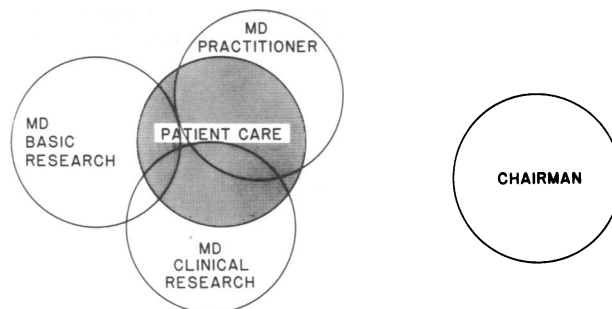 MD
PRACTITIONER
MD
BASIC
RESEARCH
PATIENT CARE
MD
CLINICAL
RESEARCH
CHAIRMAN